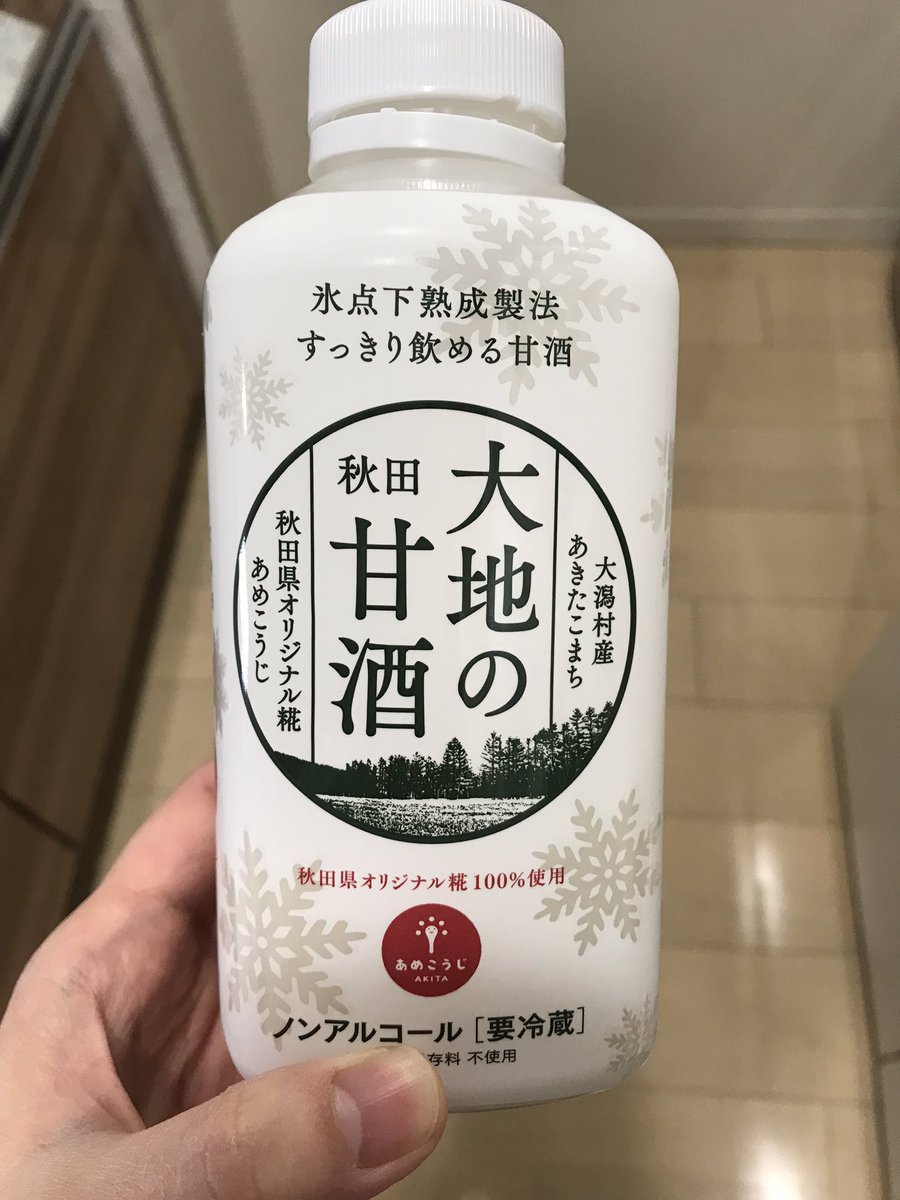 氷点下熟成製法
すっきり飲める甘酒
大潟村産
あきたこまち
大地の
秋田
甘酒
秋田県オリジナル糀
あめこうじ
秋田県オリジナル糀100%使用
あめこうじ
AKITA
ノンアルコール [要冷蔵]
存料 不使用